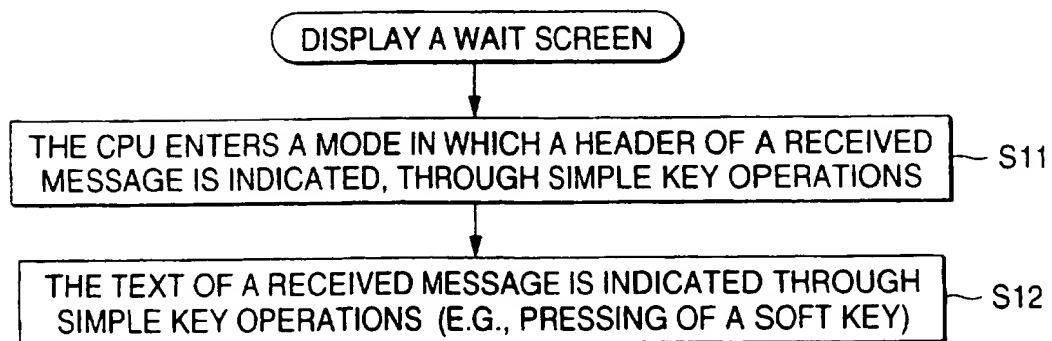 DISPLAY A WAIT SCREEN
THE CPU ENTERS A MODE IN WHICH A HEADER OF A RECEIVED
MESSAGE IS INDICATED, THROUGH SIMPLE KEY OPERATIONS
S11
THE TEXT OF A RECEIVED MESSAGE IS INDICATED THROUGH
SIMPLE KEY OPERATIONS (E.G., PRESSING OF A SOFT KEY)
S12